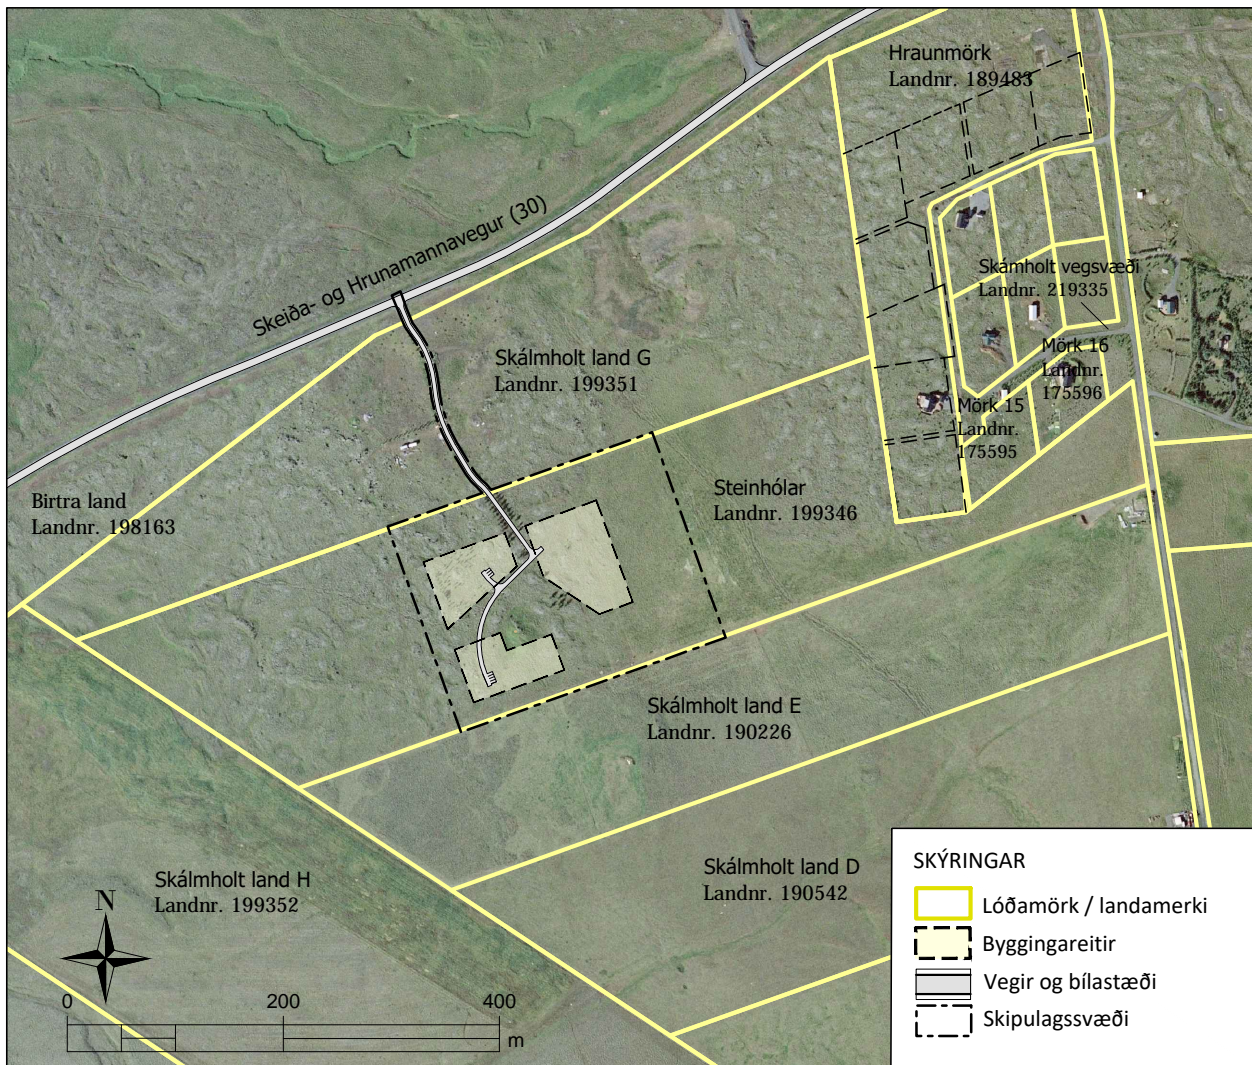 Hraunmörk
Landnr. 189483
Skeiða- og Hrunamannavegur (30)
Skámholt vegsvæði
Landnr. 219335
Skálmholt land G
Landnr. 199351
Mörk 16
Landnr.
175596
Mörk 15
Landnr.
175595
Birtra land
Landnr. 198163
Steinhólar
Landnr. 199346
Skálmholt land E
Landnr. 190226
Skálmholt land H
Landnr. 199352
Skálmholt land D
Landnr. 190542
N
0 200 400
m
SKÝRINGAR
Lóðamörk / landamerki
Byggingareitir
Vegir og bílastæði
Skipulagssvæði